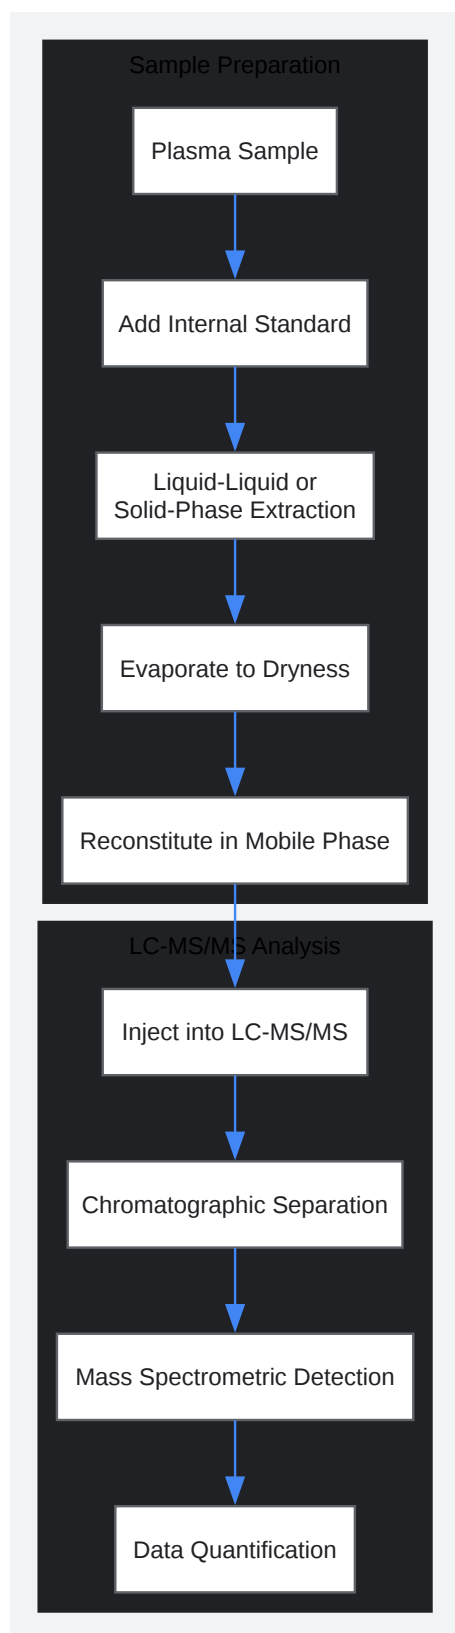 Sample Preparation
Plasma Sample
Add Internal Standard
Liquid-Liquid or
Solid-Phase Extraction
Evaporate to Dryness
Reconstitute in Mobile Phase
LC-MS/MS Analysis
Inject into LC-MS/MS
Chromatographic Separation
Mass Spectrometric Detection
Data Quantification